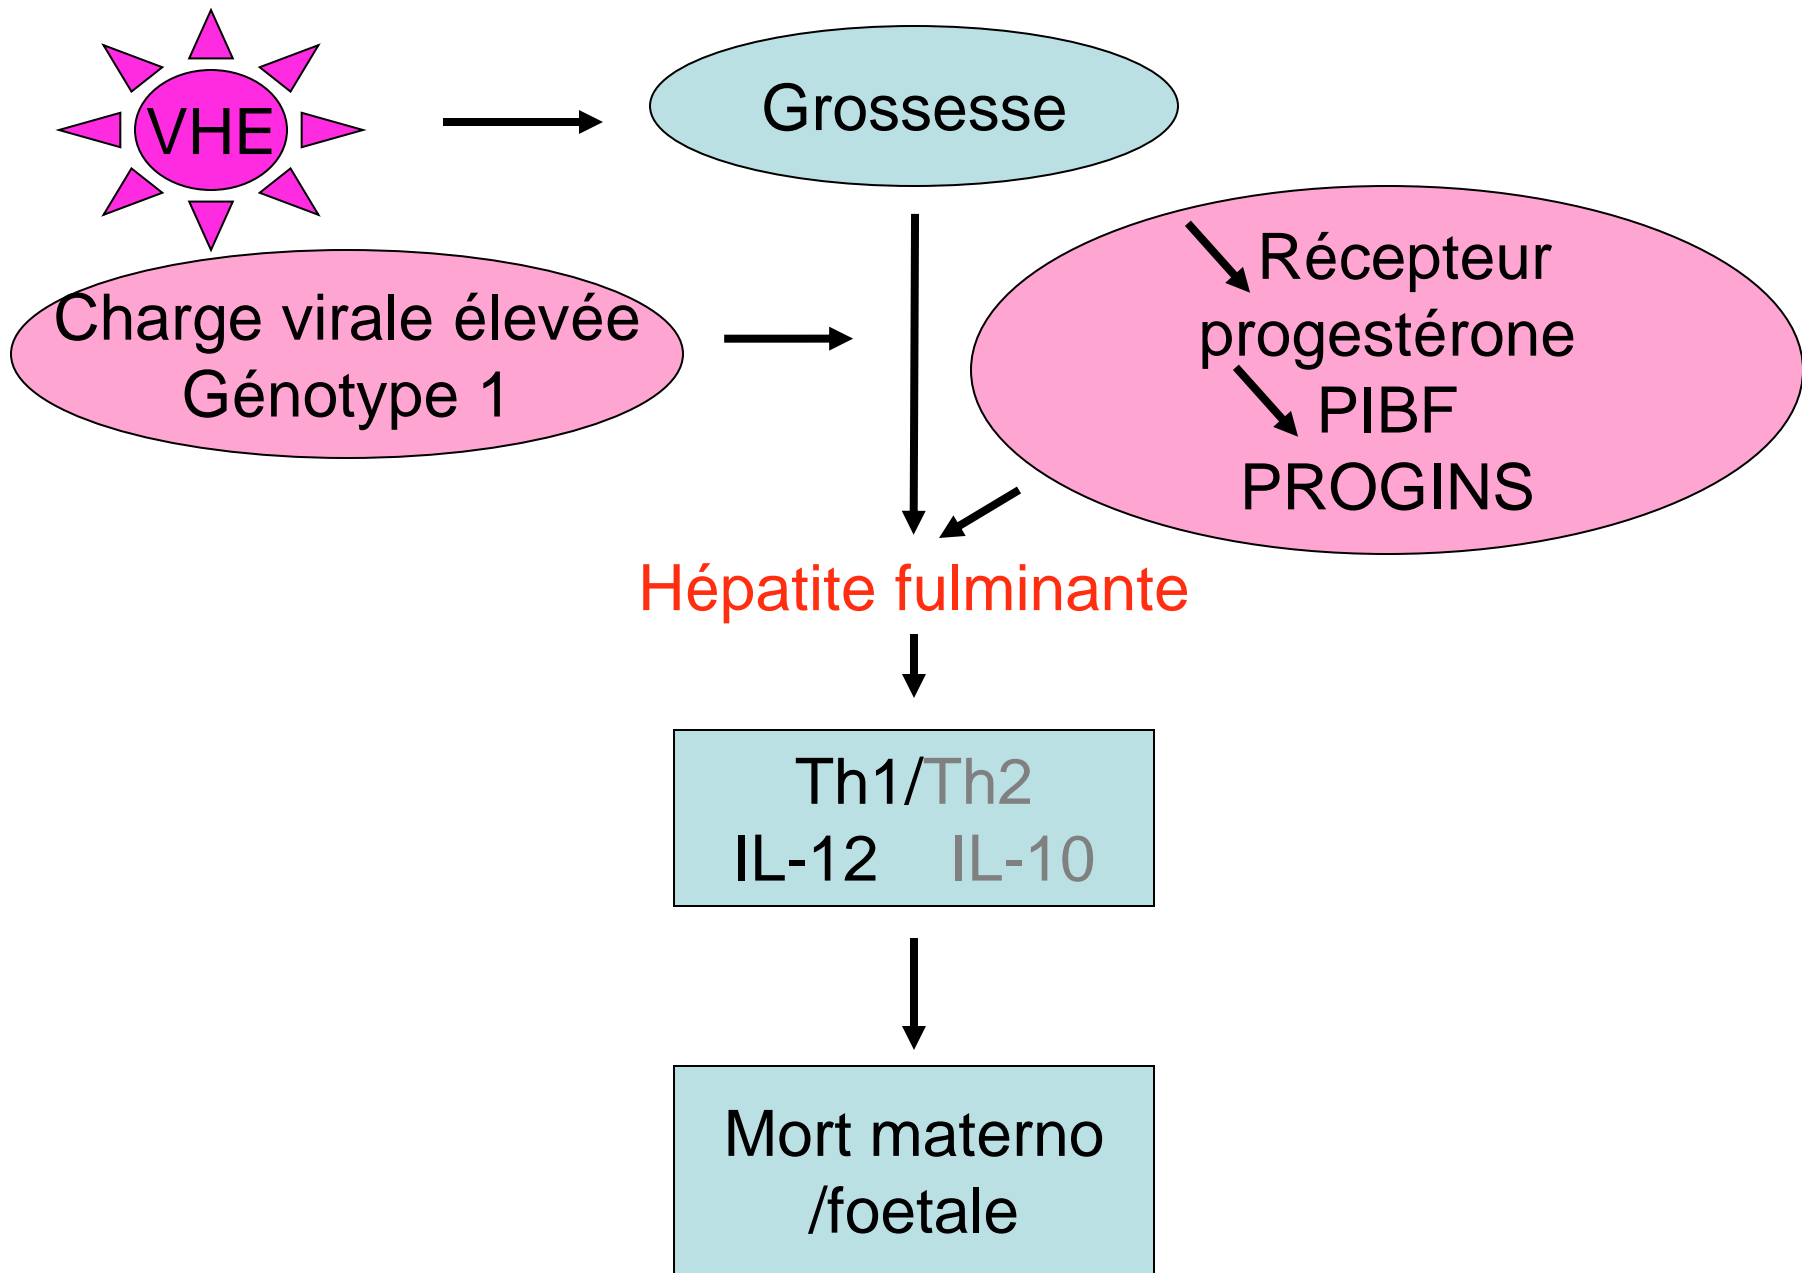 VHE
Grossesse
Charge virale élevée
Génotype 1
Récepteur
progestérone
PIBF
PROGINS
Hépatite fulminante
Th1/Th2
IL-12 IL-10
Mort materno
/foetale